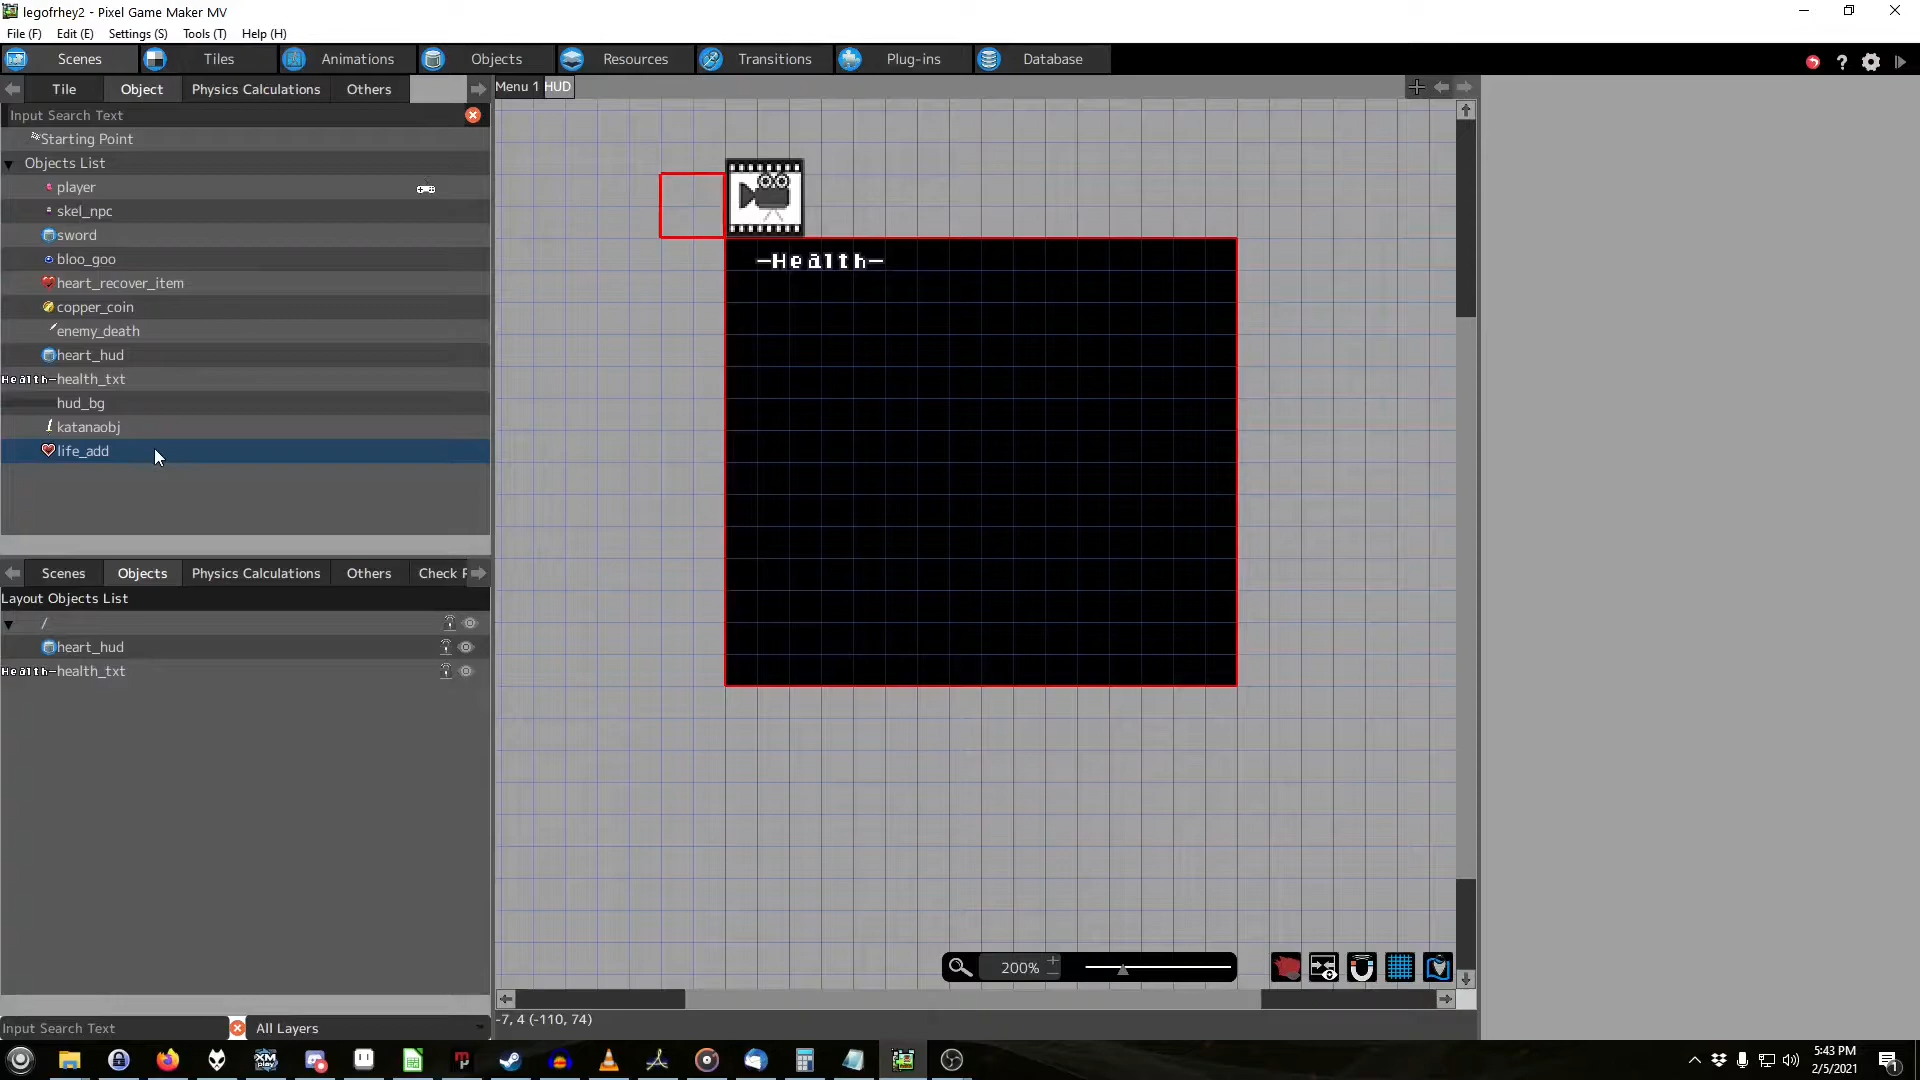 legofrhey2 - Pixel Game Maker MV
File (F) Edit (E) Settings (S) Tools (T) Help (H)
Scenes Tiles Animations Objects Resources Transitions Plug-ins Database
Tile Object Physics Calculations Others
Menu 1 HUD
Input Search Text
Starting Point
Objects List
player
skel_npc
sword
bloo_goo
heart_recover_item
copper_coin
enemy_death
heart_hud
Health- health_txt
hud_bg
katanaobj
life_add
-Health-
Scenes Objects Physics Calculations Others Check F
Layout Objects List
/
heart_hud
Health- health_txt
200%
-7, 4 (-110, 74)
Input Search Text All Layers
5:43 PM
2/5/2021